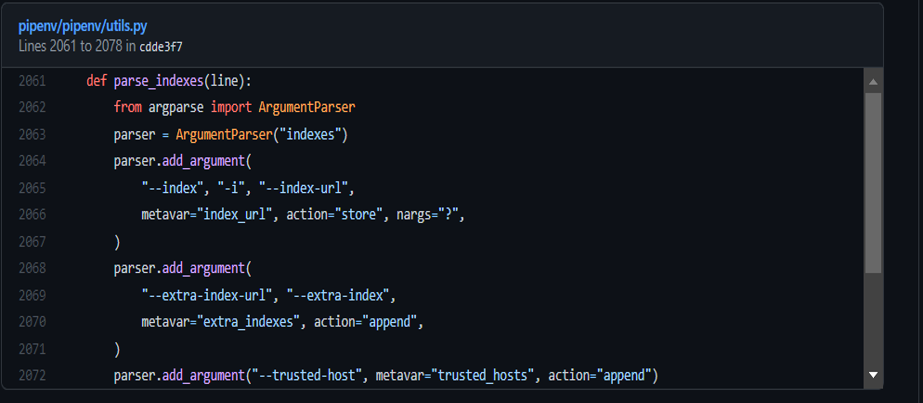 pipenv/pipenv/utils.py
Lines 2061 to 2078 in cdde3f7
2061 def parse_indexes(line):
2062 from argparse import ArgumentParser
2063 parser = ArgumentParser("indexes")
2064 parser.add_argument(
2065 "--index", "-i", "--index-url",
2066 metavar="index_url", action="store", nargs="?",
2067 )
2068 parser.add_argument(
2069 "--extra-index-url", "--extra-index",
2070 metavar="extra_indexes", action="append",
2071 )
2072 parser.add_argument("--trusted-host", metavar="trusted_hosts", action="append")